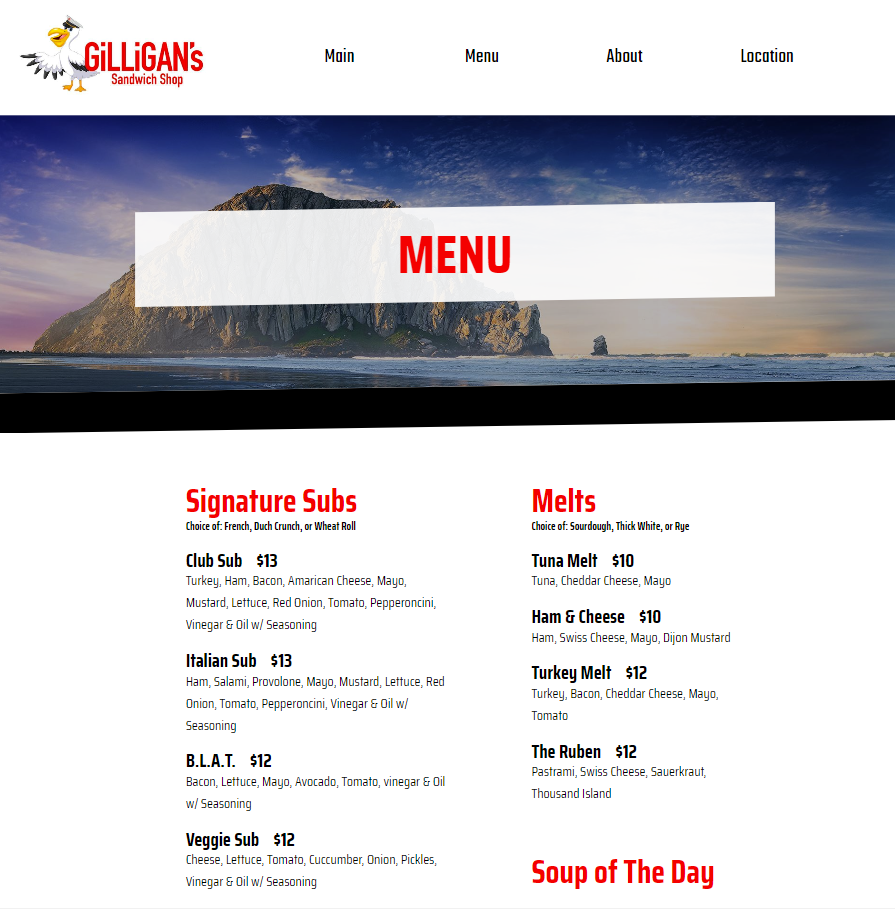 GiLLiGAN's
Sandwich Shop
Main
Menu
About
Location
MENU
Signature Subs
Choice of: French, Duch Crunch, or Wheat Roll
Club Sub $13
Turkey, Ham, Bacon, Amarican Cheese, Mayo,
Mustard, Lettuce, Red Onion, Tomato, Pepperoncini,
Vinegar & Oil w/ Seasoning
Italian Sub $13
Ham, Salami, Provolone, Mayo, Mustard, Lettuce, Red
Onion, Tomato, Pepperoncini, Vinegar & Oil w/
Seasoning
B.L.A.T. $12
Bacon, Lettuce, Mayo, Avocado, Tomato, vinegar & Oil
w/ Seasoning
Veggie Sub $12
Cheese, Lettuce, Tomato, Cuccumber, Onion, Pickles,
Vinegar & Oil w/ Seasoning
Melts
Choice of: Sourdough, Thick White, or Rye
Tuna Melt $10
Tuna, Cheddar Cheese, Mayo
Ham & Cheese $10
Ham, Swiss Cheese, Mayo, Dijon Mustard
Turkey Melt $12
Turkey, Bacon, Cheddar Cheese, Mayo,
Tomato
The Ruben $12
Pastrami, Swiss Cheese, Sauerkraut,
Thousand Island
Soup of The Day